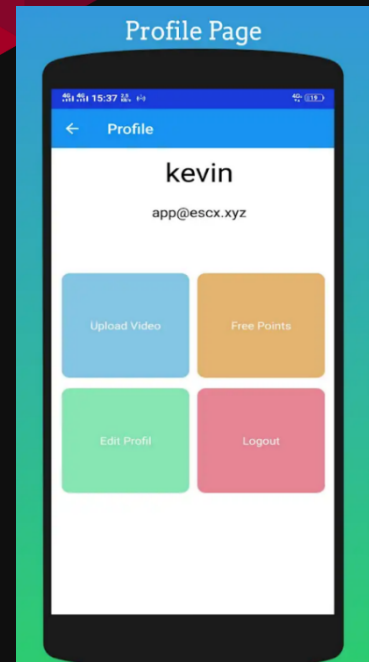 Profile Page
15:37
Profile
kevin
app@escx.xyz
Upload Video
Free Points
Edit Profil
Logout